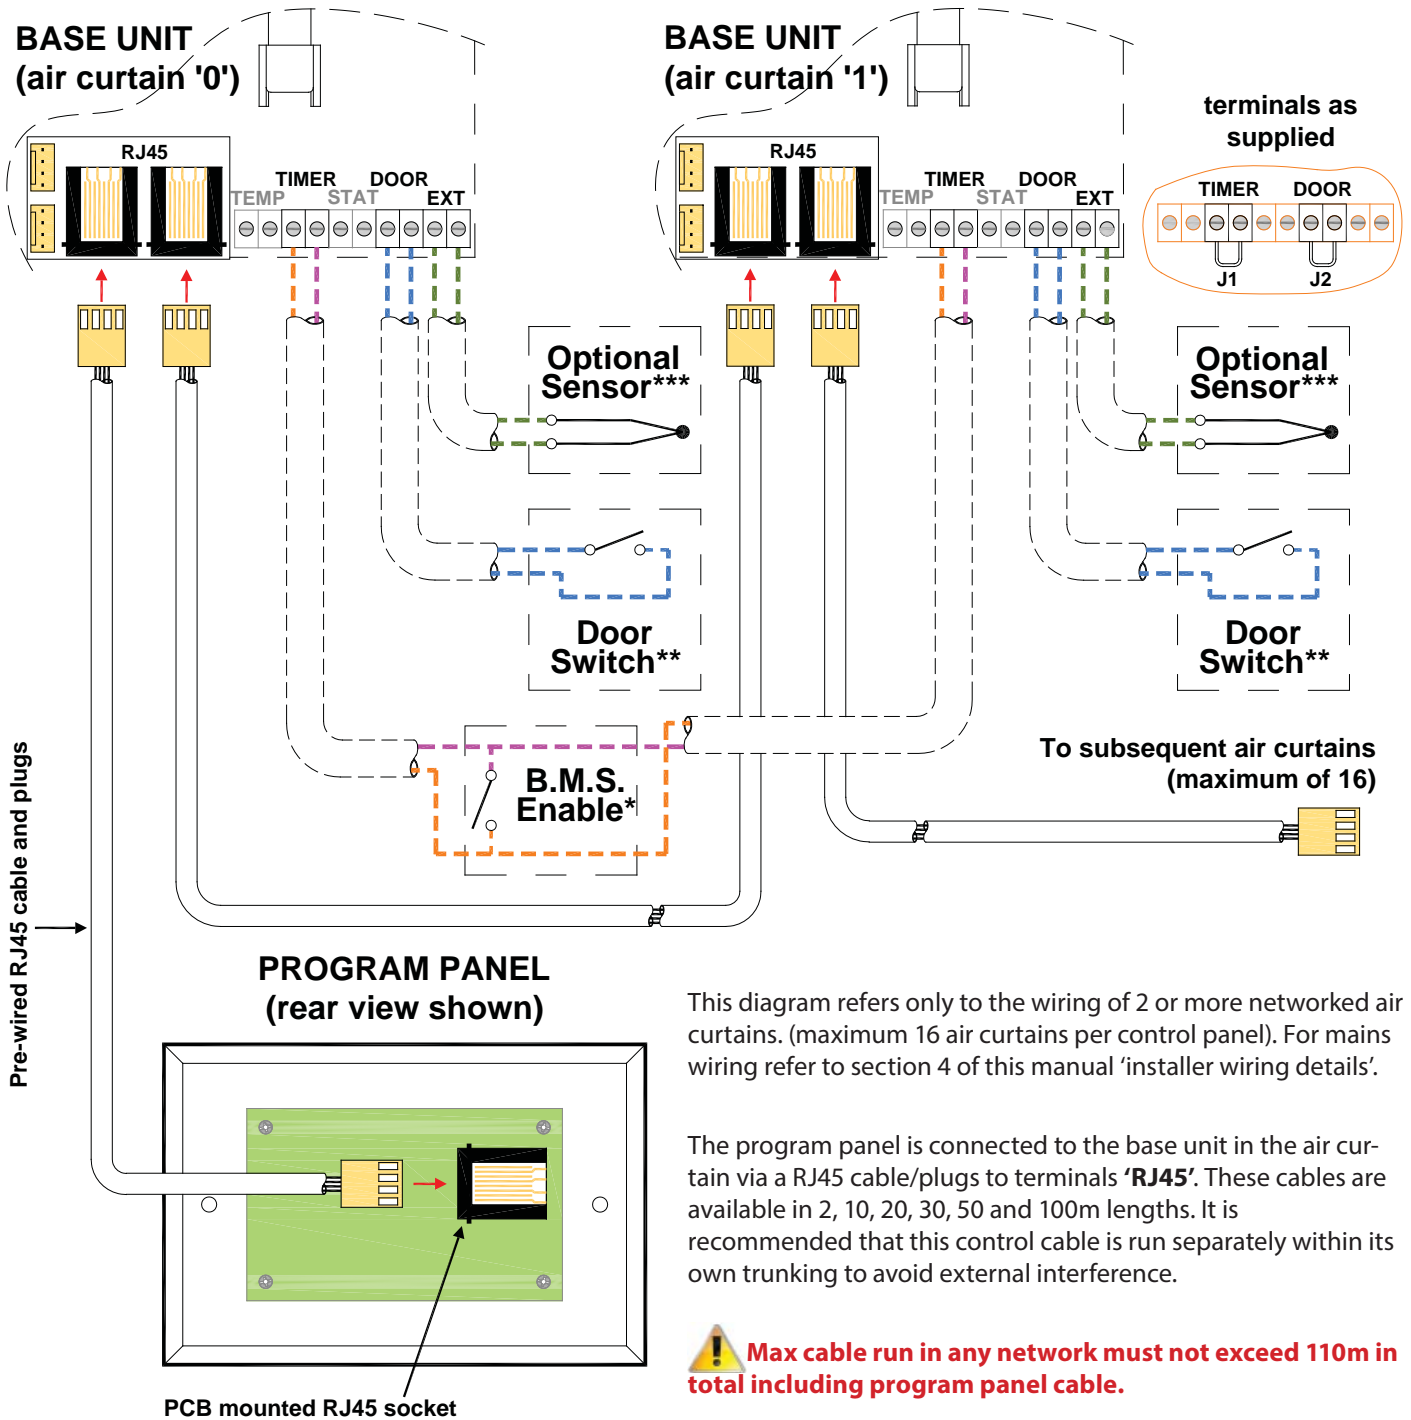 BASE UNIT
(air curtain '0')
RJ45
TEMP
TIMER
STAT
DOOR
EXT
BASE UNIT
(air curtain '1')
RJ45
TEMP
TIMER
STAT
DOOR
EXT
terminals as
supplied
TIMER
DOOR
J1
J2
Optional
Sensor***
Optional
Sensor***
Door
Switch**
Door
Switch**
B.M.S.
Enable*
To subsequent air curtains
(maximum of 16)
Pre-wired RJ45 cable and plugs
PROGRAM PANEL
(rear view shown)
PCB mounted RJ45 socket
This diagram refers only to the wiring of 2 or more networked air
curtains. (maximum 16 air curtains per control panel). For mains
wiring refer to section 4 of this manual ‘installer wiring details’.
The program panel is connected to the base unit in the air cur-
tain via a RJ45 cable/plugs to terminals ‘RJ45’. These cables are
available in 2, 10, 20, 30, 50 and 100m lengths. It is
recommended that this control cable is run separately within its
own trunking to avoid external interference.
Max cable run in any network must not exceed 110m in
total including program panel cable.